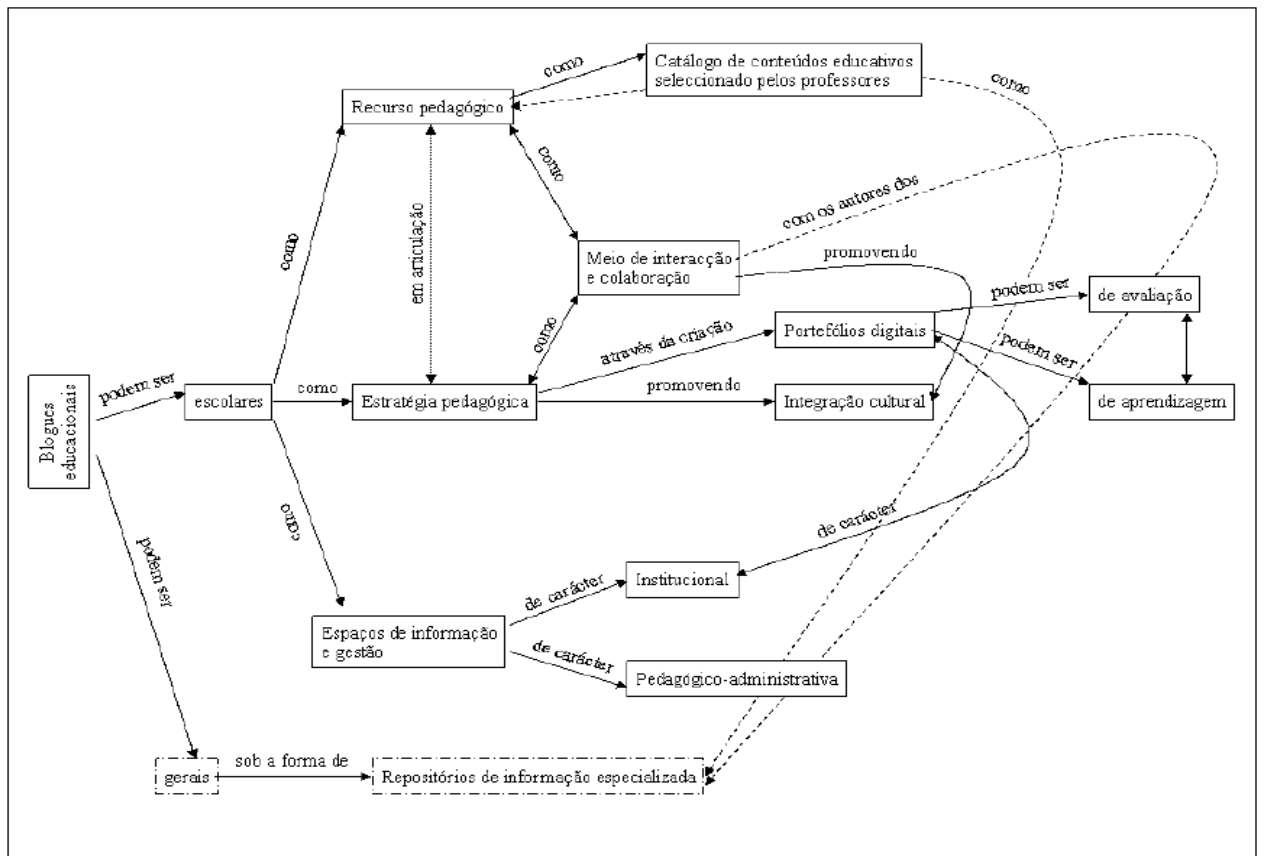 Catálogo de conteúdos educativos
seleccionado pelos professores
como
como
Recurso pedagógico
como
com os autores dos
como
em articulação
Meio de interacção
e colaboração
promovendo
podem ser
de avaliação
como
através da criação
Portefólios digitais
podem ser
Blogues
educacionais
podem ser
escolares
como
Estratégia pedagógica
promovendo
Integração cultural
de aprendizagem
como
de carácter
podem ser
de carácter
Institucional
Espaços de informação
e gestão
de carácter
Pedagógico-administrativa
gerais
sob a forma de
Repositórios de informação especializada